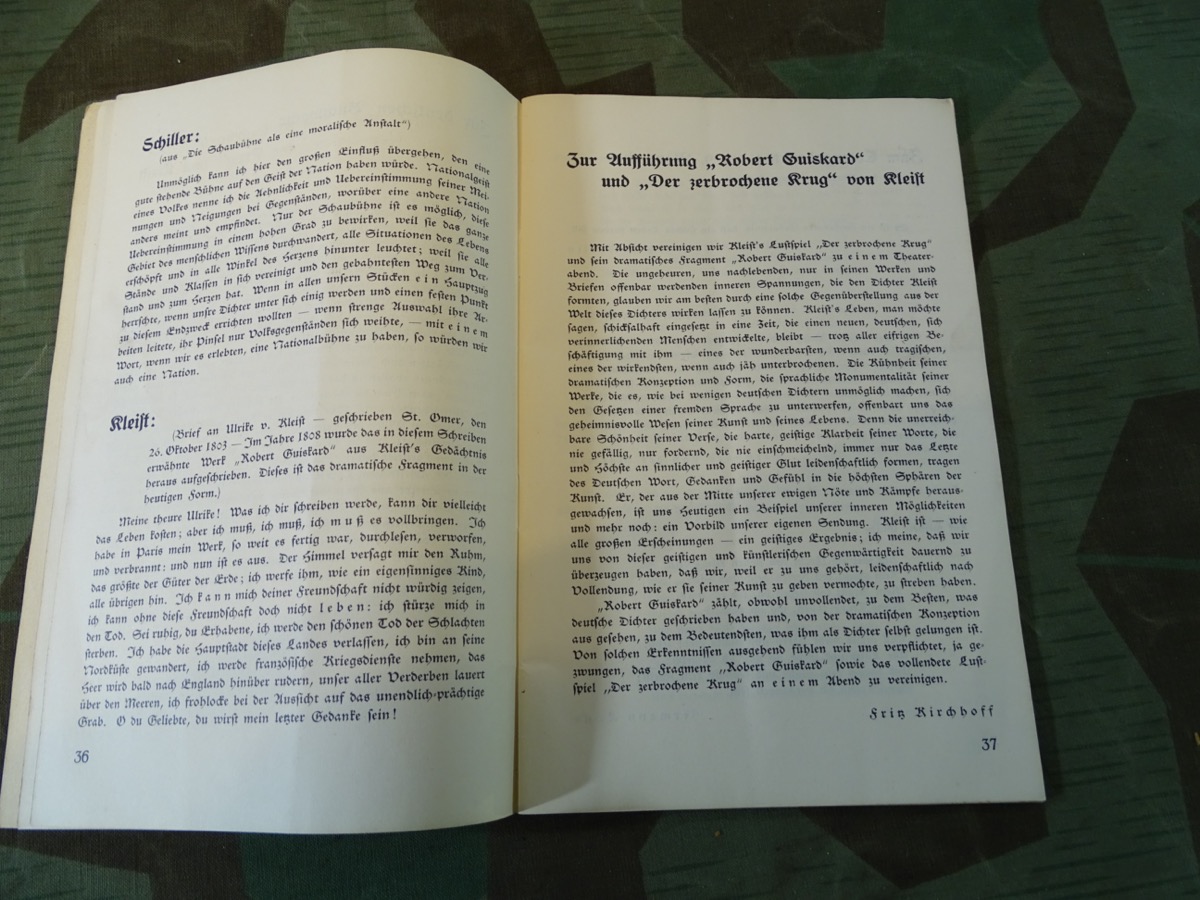 Schiller:
(aus „Die Schaubühne als eine moralische Anstalt“)
Unmöglich kann ich hier den großen Einfluß übergehen, den eine
gute stehende Bühne auf den Geist der Nation haben würde. Nationalgeist
eines Volkes nenne ich die Aehnlichkeit und Uebereinstimmung seiner Mei-
nungen und Neigungen bei Gegenständen, worüber eine andere Nation
anders meint und empfindet. Nur der Schaubühne ist es möglich, diese
Uebereinstimmung in einem hohen Grad zu bewirken, weil sie das ganze
Gebiet des menschlichen Wissens durchwandert, alle Situationen des Lebens
erschöpft und in alle Winkel des Herzens hinunter leuchtet; weil sie alle
Stände und Klassen in sich vereinigt und den gebahntesten Weg zum Ver-
stand und zum Herzen hat. Wenn in allen unsern Stücken ein Hauptzug
herrschte, wenn unsre Dichter unter sich einig werden und einen festen Punkt
zu diesem Endzweck errichten wollten — wenn strenge Auswahl ihre Ar-
beiten leitete, ihr Pinsel nur Volksgegenständen sich weihte, — mit einem
Wort, wenn wir es erlebten, eine Nationalbühne zu haben, so würden wir
auch eine Nation.
Kleist:
(Brief an Ulrike v. Kleist — geschrieben St. Omer, den
26. Oktober 1803 — Im Jahre 1808 wurde das in diesem Schreiben
erwähnte Werk „Robert Guiskard“ aus Kleist's Gedächtnis
heraus aufgeschrieben. Dieses ist das dramatische Fragment in der
heutigen Form.)
Meine theure Ulrike! Was ich dir schreiben werde, kann dir vielleicht
das Leben kosten; aber ich muß, ich muß, ich muß es vollbringen. Ich
habe in Paris mein Werk, so weit es fertig war, durchlesen, verworfen,
und verbrannt: und nun ist es aus. Der Himmel versagt mir den Ruhm,
das größte der Güter der Erde; ich werfe ihm, wie ein eigensinniges Kind,
alle übrigen hin. Ich kann mich deiner Freundschaft nicht würdig zeigen,
ich kann ohne diese Freundschaft doch nicht leben: ich stürze mich in
den Tod. Sei ruhig, du Erhabene, ich werde den schönen Tod der Schlachten
sterben. Ich habe die Hauptstadt dieses Landes verlassen, ich bin an seine
Nordküste gewandert, ich werde französische Kriegsdienste nehmen, das
Heer wird bald nach England hinüber rudern, unser aller Verderben lauert
über den Meeren, ich frohlocke bei der Aussicht auf das unendlich-prächtige
Grab. O du Geliebte, du wirst mein letzter Gedanke sein!
36
Zur Aufführung „Robert Guiskard“
und „Der zerbrochene Krug“ von Kleist
Mit Absicht vereinigen wir Kleist's Lustspiel „Der zerbrochene Krug“
und sein dramatisches Fragment „Robert Guiskard“ zu einem Theater-
abend. Die ungeheuren, uns nachlebenden, nur in seinen Werken und
Briefen offenbar werdenden inneren Spannungen, die den Dichter Kleist
formten, glauben wir am besten durch eine solche Gegenüberstellung aus der
Welt dieses Dichters wirken lassen zu können. Kleist's Leben, man möchte
sagen, schicksalhaft eingesetzt in eine Zeit, die einen neuen, deutschen, sich
verinnerlichenden Menschen entwickelte, bleibt — trotz aller eifrigen Be-
schäftigung mit ihm — eines der wunderbarsten, wenn auch tragischen,
eines der wirkendsten, wenn auch jäh unterbrochenen. Die Kühnheit seiner
dramatischen Konzeption und Form, die sprachliche Monumentalität seiner
Werke, die es, wie bei wenigen deutschen Dichtern unmöglich machen, sich
den Gesetzen einer fremden Sprache zu unterwerfen, offenbart uns das
geheimnisvolle Wesen seiner Kunst und seines Lebens. Denn die unerreich-
bare Schönheit seiner Verse, die harte, geistige Klarheit seiner Worte, die
nie gefällig, nur fordernd, die nie einschmeichelnd, immer nur das Letzte
und Höchste an sinnlicher und geistiger Glut leidenschaftlich formen, tragen
des Deutschen Wort, Gedanken und Gefühl in die höchsten Sphären der
Kunst. Er, der aus der Mitte unserer ewigen Nöte und Kämpfe heraus-
gewachsen, ist uns Heutigen ein Beispiel unserer inneren Möglichkeiten
und mehr noch: ein Vorbild unserer eigenen Sendung. Kleist ist — wie
alle großen Erscheinungen — ein geistiges Ergebnis; ich meine, daß wir
uns von dieser geistigen und künstlerischen Gegenwärtigkeit dauernd zu
überzeugen haben, daß wir, weil er zu uns gehört, leidenschaftlich nach
Vollendung, wie er sie seiner Kunst zu geben vermochte, zu streben haben.
„Robert Guiskard“ zählt, obwohl unvollendet, zu dem Besten, was
deutsche Dichter geschrieben haben und, von der dramatischen Konzeption
aus gesehen, zu dem Bedeutendsten, was ihm als Dichter selbst gelungen ist.
Von solchen Erkenntnissen ausgehend fühlen wir uns verpflichtet, ja ge-
zwungen, das Fragment „Robert Guiskard“ sowie das vollendete Lust-
spiel „Der zerbrochene Krug“ an einem Abend zu vereinigen.
Fritz Kirchhoff
37